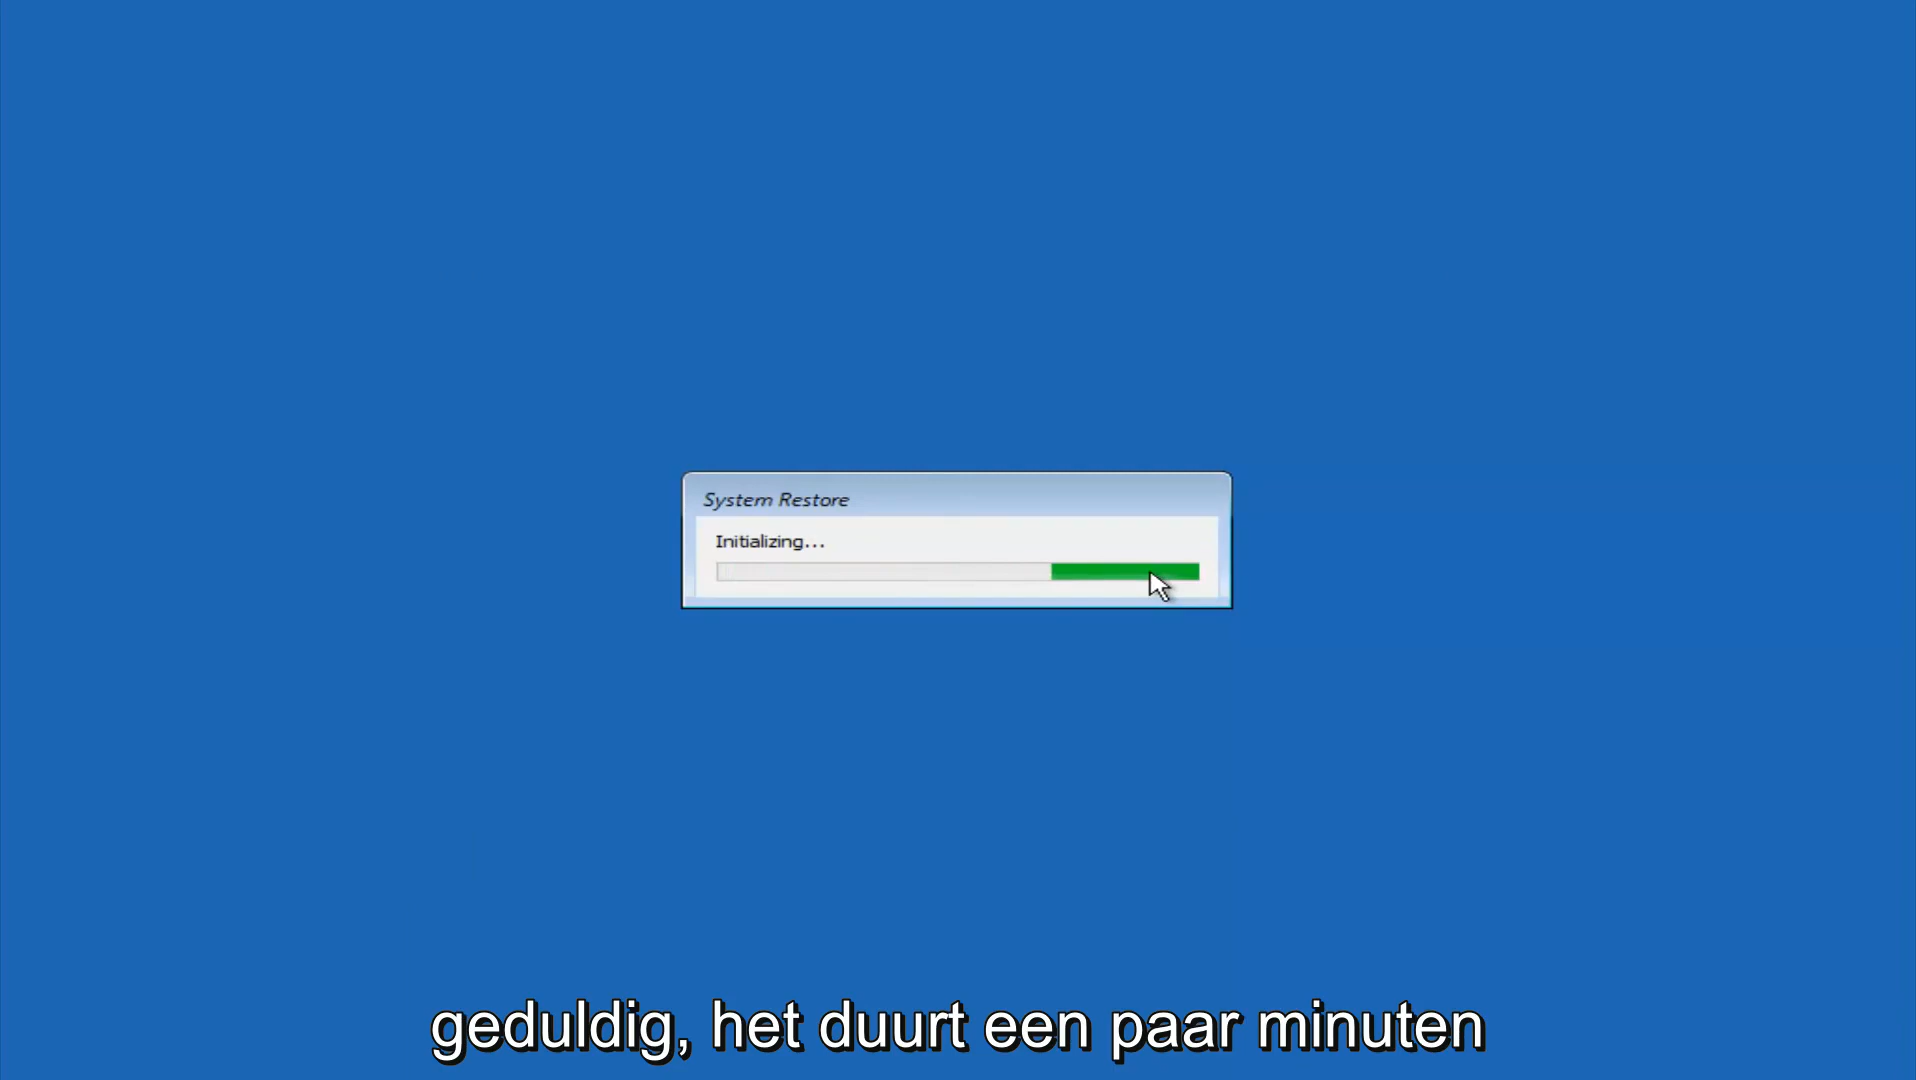 System Restore
Initializing...
geduldig, het duurt een paar minuten